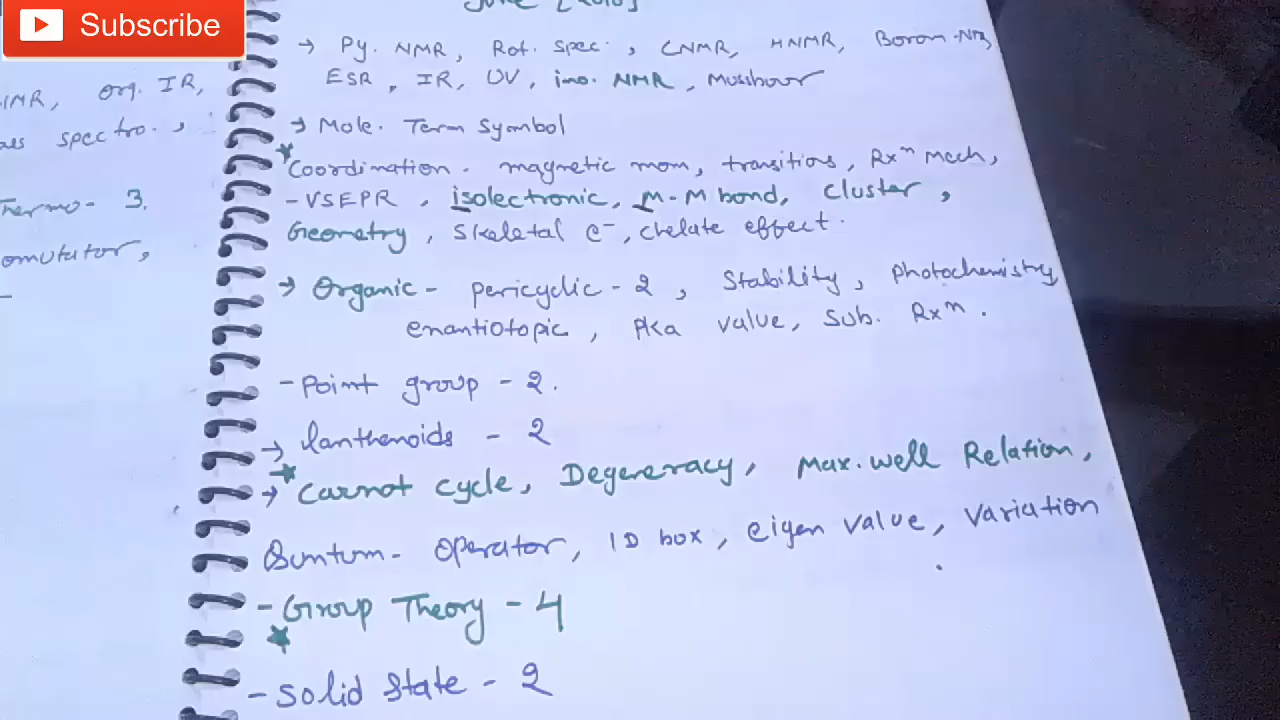 Subscribe
June [2018]
→ Py. NMR, Rot. spec., CNMR, HNMR, Boron-NMR
ESR, IR, UV, ino. NMR, Mussbour
→ Mole. Term Symbol
Coordination. magnetic mom, transitions, Rxⁿ Mech,
- VSEPR, isolectronic, M-M bond, cluster,
Geometry, Skeletal e⁻, chelate effect.
→ Organic - pericyclic - 2, Stability, Photochemistry
enantiotopic, Pka value, Sub. Rxⁿ.
- Point group - 2.
→ lanthenoids - 2
→ Carnot cycle, Degeneracy, Max.well Relation,
Quntum - Operator, 1D box, eigen value, variation
- Group Theory - 4
- Solid State - 2
org. IR,
spectro.,
Thermo - 3.
omutator,